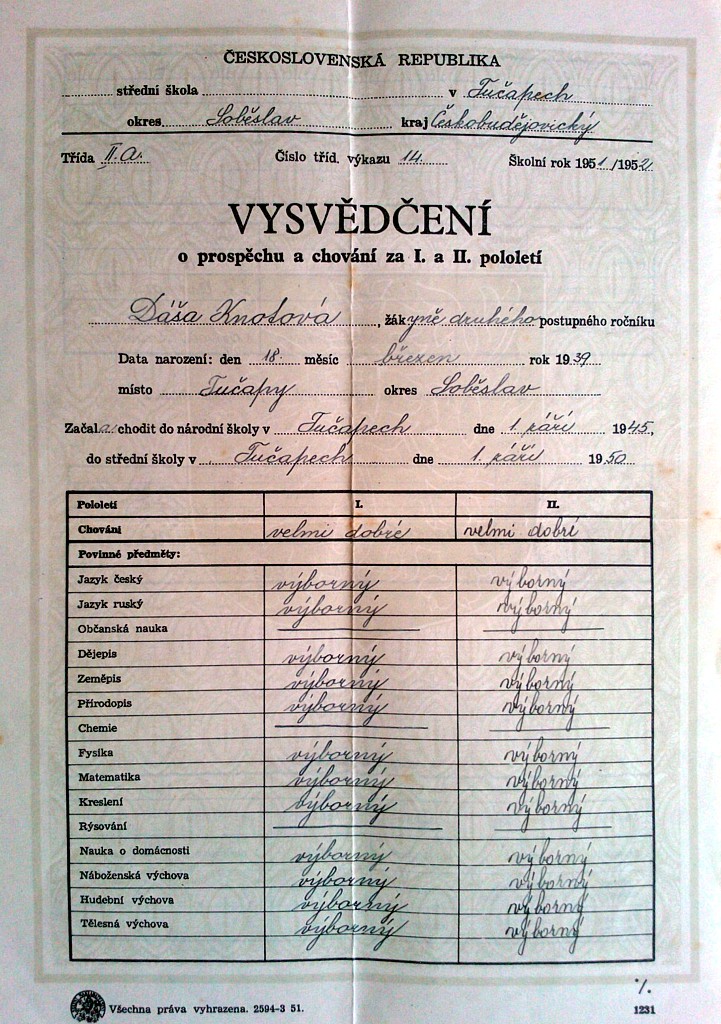 ČESKOSLOVENSKÁ REPUBLIKA
střední škola v Tučapech
okres Soběslav kraj Českobudějovický
Třída II.A. Číslo tříd. výkazu 14. Školní rok 1951/1952
VYSVĚDČENÍ
o prospěchu a chování za I. a II. pololetí
Dáša Knotová, žákyně druhého postupného ročníku
Data narození: den 18. měsíc březen rok 1939
místo Tučapy okres Soběslav
Začala chodit do národní školy v Tučapech dne 1. září 1945,
do střední školy v Tučapech dne 1. září 1950
Pololetí I. II.
Chování velmi dobré velmi dobré
Povinné předměty:
Jazyk český výborný výborný
Jazyk ruský výborný výborný
Občanská nauka
Dějepis výborný výborný
Zeměpis výborný výborný
Přírodopis výborný výborný
Chemie
Fysika výborný výborný
Matematika výborný výborný
Kreslení výborný výborný
Rýsování
Nauka o domácnosti výborný výborný
Náboženská výchova výborný výborný
Hudební výchova výborný výborný
Tělesná výchova výborný výborný
Všechna práva vyhrazena. 2594-3 51. 1231